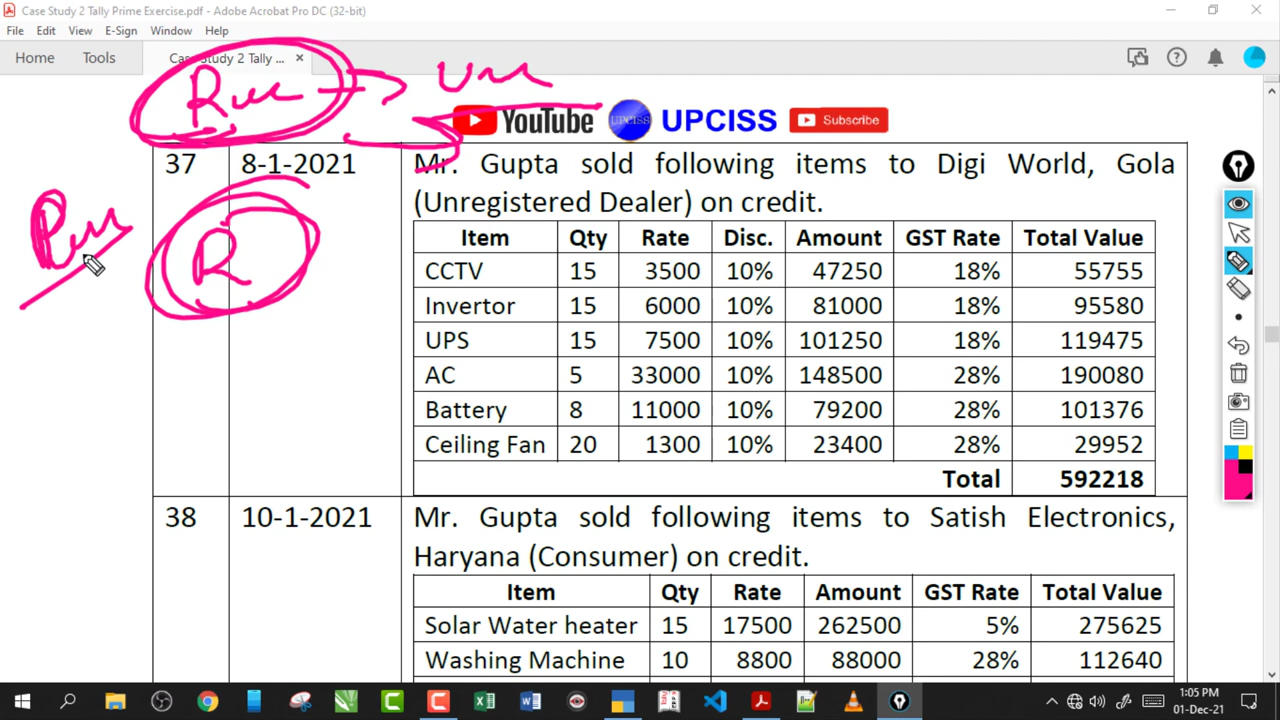 Case Study 2 Tally Prime Exercise.pdf - Adobe Acrobat Pro DC (32-bit)
File Edit View E-Sign Window Help
Home Tools Case Study 2 Tally ... ×
YouTube UPCISS UPCISS Subscribe
37 8-1-2021 Mr. Gupta sold following items to Digi World, Gola
(Unregistered Dealer) on credit.
Item Qty Rate Disc. Amount GST Rate Total Value
CCTV 15 3500 10% 47250 18% 55755
Invertor 15 6000 10% 81000 18% 95580
UPS 15 7500 10% 101250 18% 119475
AC 5 33000 10% 148500 28% 190080
Battery 8 11000 10% 79200 28% 101376
Ceiling Fan 20 1300 10% 23400 28% 29952
Total 592218
R
38 10-1-2021 Mr. Gupta sold following items to Satish Electronics,
Haryana (Consumer) on credit.
Item Qty Rate Amount GST Rate Total Value
Solar Water heater 15 17500 262500 5% 275625
Washing Machine 10 8800 88000 28% 112640
1:05 PM
01-Dec-21